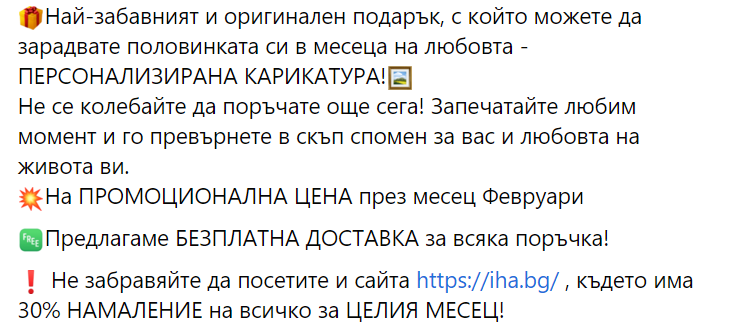 🎁Най-забавният и оригинален подарък, с който можете да
зарадвате половинката си в месеца на любовта -
ПЕРСОНАЛИЗИРАНА КАРИКАТУРА!🖼️
Не се колебайте да поръчате още сега! Запечатайте любим
момент и го превърнете в скъп спомен за вас и любовта на
живота ви.
💥На ПРОМОЦИОНАЛНА ЦЕНА през месец Февруари
🆓Предлагаме БЕЗПЛАТНА ДОСТАВКА за всяка поръчка!
❗ Не забравяйте да посетите и сайта https://iha.bg/ , където има
30% НАМАЛЕНИЕ на всичко за ЦЕЛИЯ МЕСЕЦ!